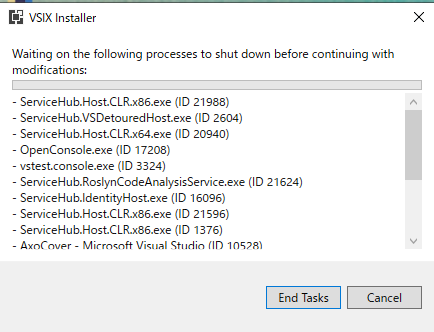 VSIX Installer
Waiting on the following processes to shut down before continuing with
modifications:
- ServiceHub.Host.CLR.x86.exe (ID 21988)
- ServiceHub.VSDetouredHost.exe (ID 2604)
- ServiceHub.Host.CLR.x64.exe (ID 20940)
- OpenConsole.exe (ID 17208)
- vstest.console.exe (ID 3324)
- ServiceHub.RoslynCodeAnalysisService.exe (ID 21624)
- ServiceHub.IdentityHost.exe (ID 16096)
- ServiceHub.Host.CLR.x86.exe (ID 21596)
- ServiceHub.Host.CLR.x86.exe (ID 1376)
- AxoCover - Microsoft Visual Studio (ID 10528)
End Tasks
Cancel